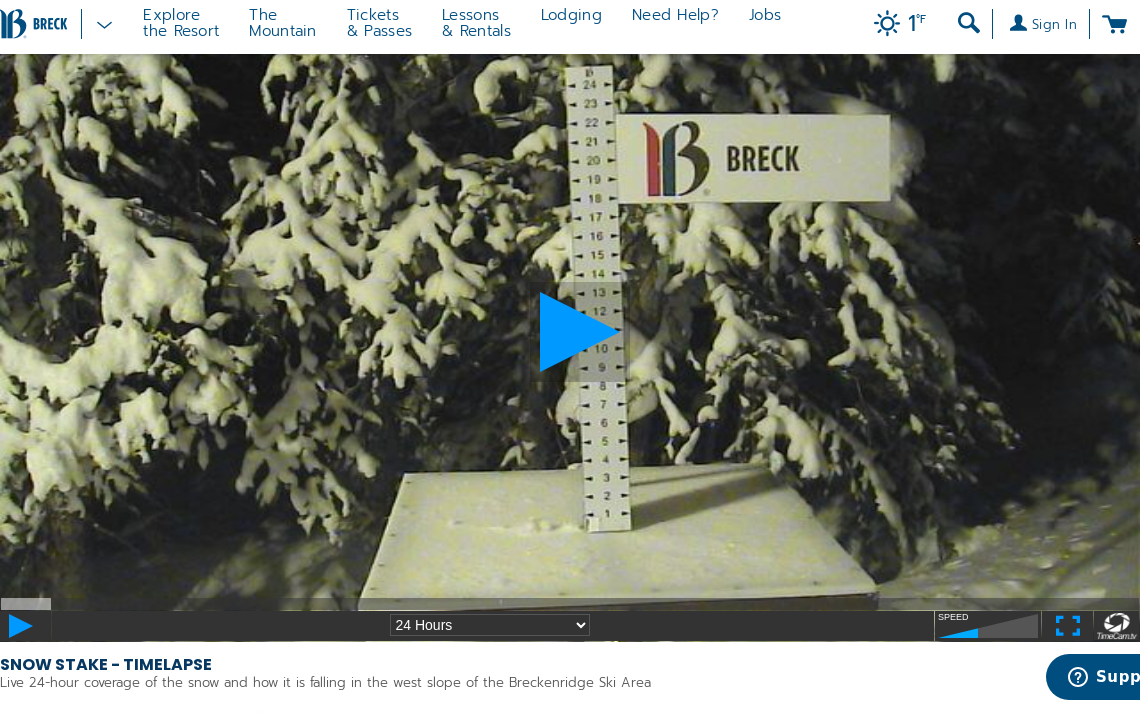 BRECK
Explore
the Resort
The
Mountain
Tickets
& Passes
Lessons
& Rentals
Lodging
Need Help?
Jobs
1°F
Sign In
24
23
22
21
20
19
18
17
16
15
14
13
12
10
9
8
7
6
5
4
3
2
1
B BRECK
24 Hours
SPEED
TimeCam.tv
SNOW STAKE - TIMELAPSE
Live 24-hour coverage of the snow and how it is falling in the west slope of the Breckenridge Ski Area
Supp